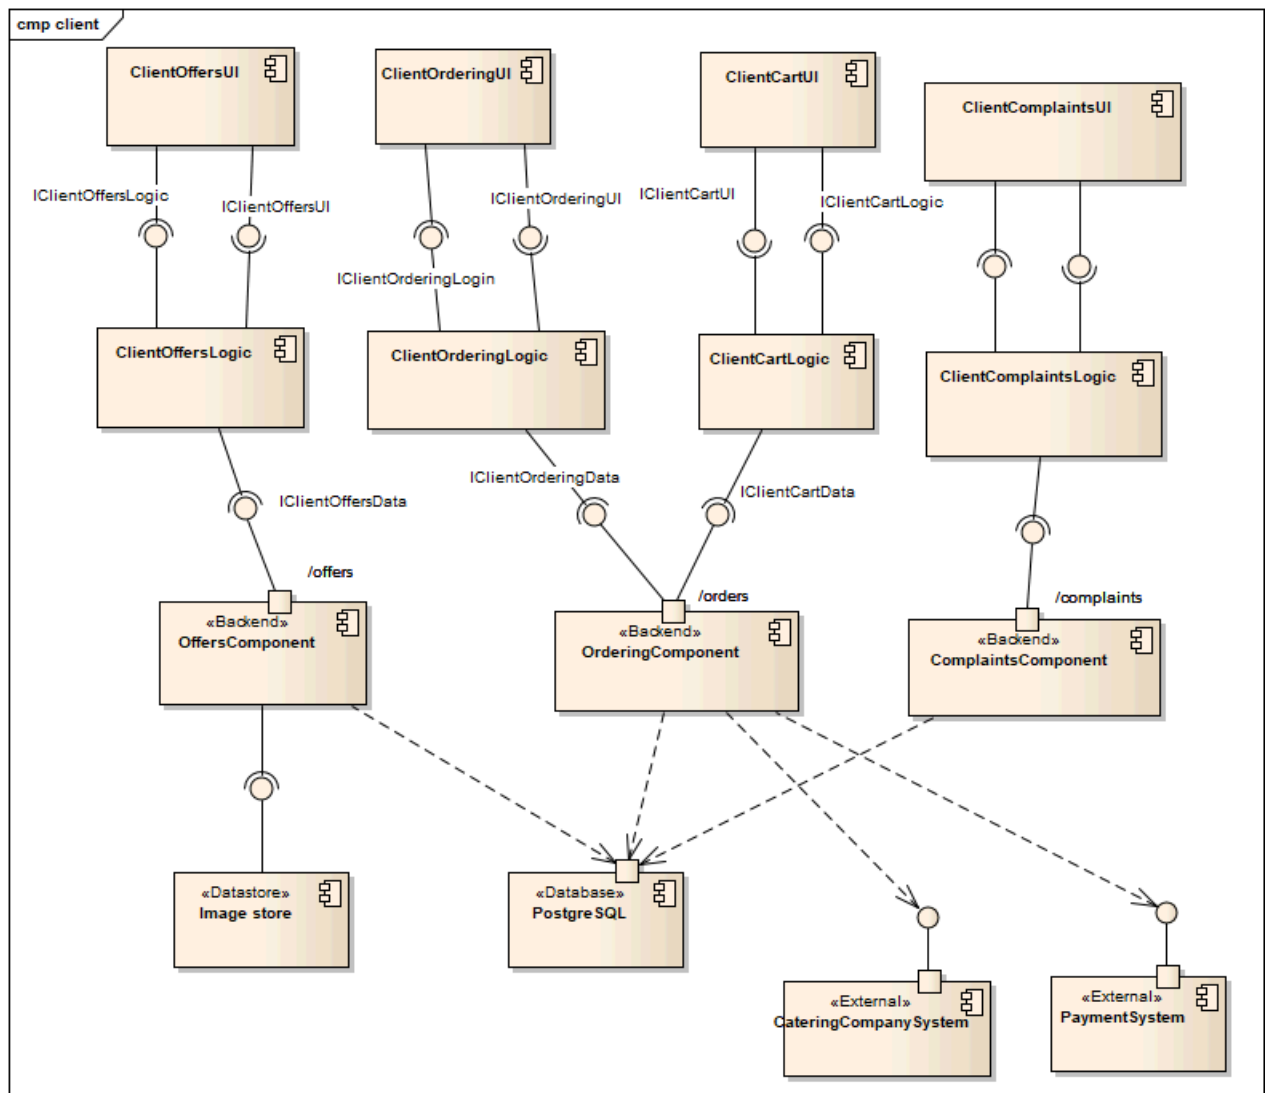 cmp client
ClientOffersUI
ClientOrderingUI
ClientCartUI
ClientComplaintsUI
IClientOffersLogic
IClientOffersUI
IClientOrderingUI
IClientCartUI
IClientCartLogic
IClientOrderingLogin
ClientOffersLogic
ClientOrderingLogic
ClientCartLogic
ClientComplaintsLogic
IClientOffersData
IClientOrderingData
IClientCartData
/offers
/orders
/complaints
«Backend»
OffersComponent
«Backend»
OrderingComponent
«Backend»
ComplaintsComponent
«Datastore»
Image store
«Database»
PostgreSQL
«External»
CateringCompanySystem
«External»
PaymentSystem